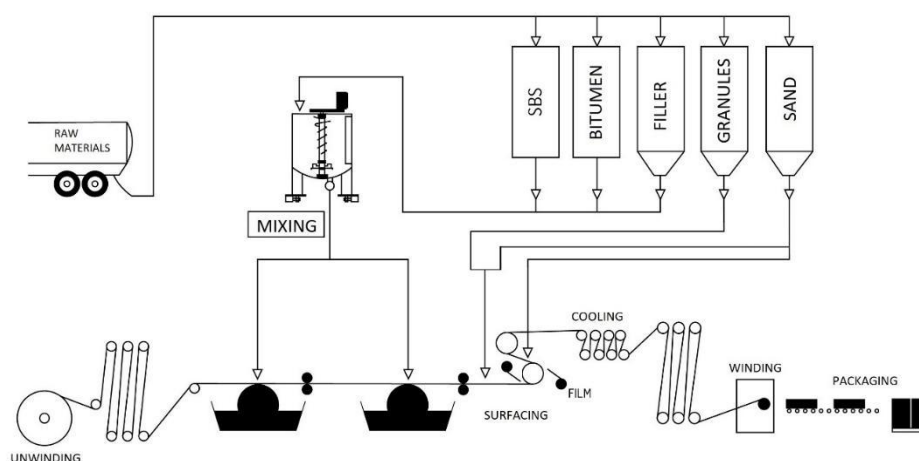 RAW
MATERIALS
SBS
BITUMEN
FILLER
GRANULES
SAND
MIXING
COOLING
WINDING
PACKAGING
FILM
SURFACING
UNWINDING